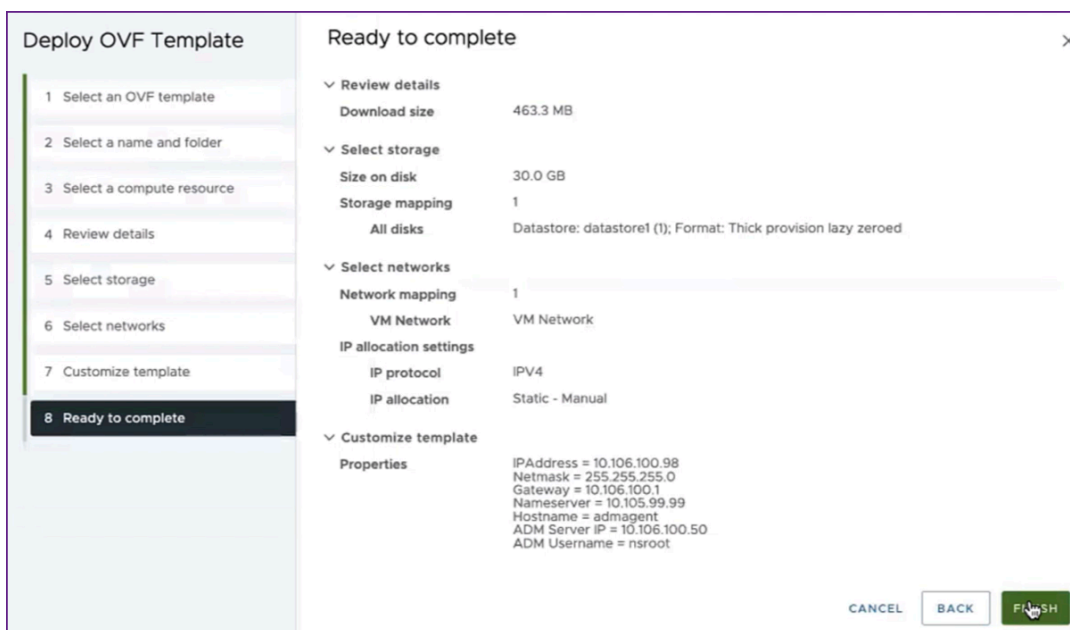 Deploy OVF Template
1 Select an OVF template
2 Select a name and folder
3 Select a compute resource
4 Review details
5 Select storage
6 Select networks
7 Customize template
8 Ready to complete
Ready to complete
Review details
Download size 463.3 MB
Select storage
Size on disk 30.0 GB
Storage mapping 1
All disks Datastore: datastore1 (1); Format: Thick provision lazy zeroed
Select networks
Network mapping 1
VM Network VM Network
IP allocation settings
IP protocol IPV4
IP allocation Static - Manual
Customize template
Properties IPAddress = 10.106.100.98
Netmask = 255.255.255.0
Gateway = 10.106.100.1
Nameserver = 10.105.99.99
Hostname = admagent
ADM Server IP = 10.106.100.50
ADM Username = nsroot
CANCEL BACK FINISH